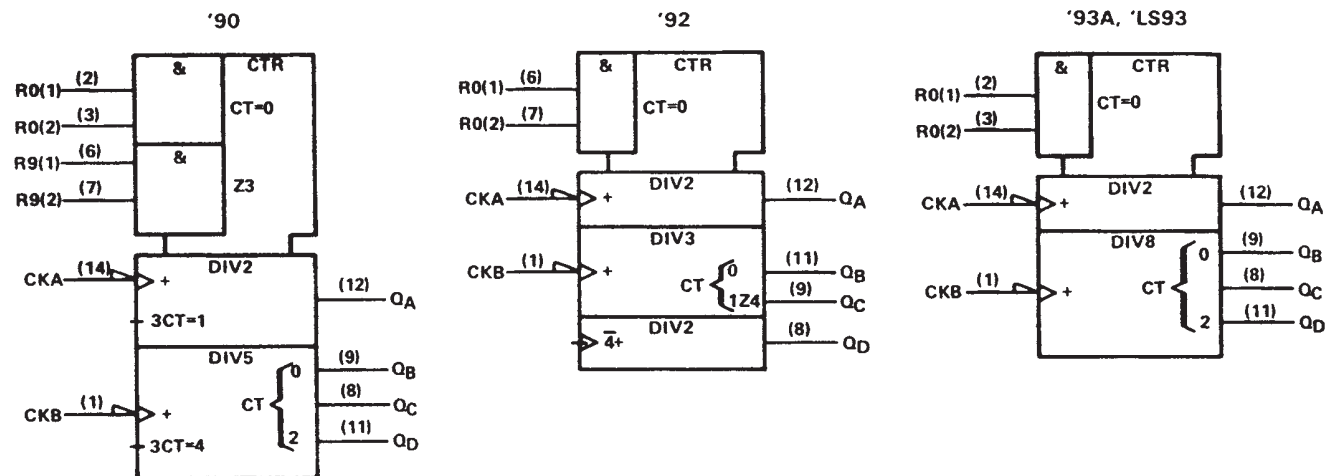 '90
& CTR
R0(1) (2)
CT=0
R0(2) (3)
R9(1) (6)
&
Z3
R9(2) (7)
DIV2
CKA (14) +
(12) QA
3CT=1
DIV5
0 (9) QB
CT (8) QC
CKB (1) +
2 (11) QD
3CT=4
'92
& CTR
R0(1) (6)
CT=0
R0(2) (7)
DIV2
CKA (14) + (12) QA
DIV3
CKB (1) + 0 (11) QB
CT
1Z4 (9) QC
DIV2
4̅+ (8) QD
'93A, 'LS93
& CTR
R0(1) (2)
CT=0
R0(2) (3)
DIV2
CKA (14) + (12) QA
DIV8
0 (9) QB
CKB (1) + CT (8) QC
2 (11) QD